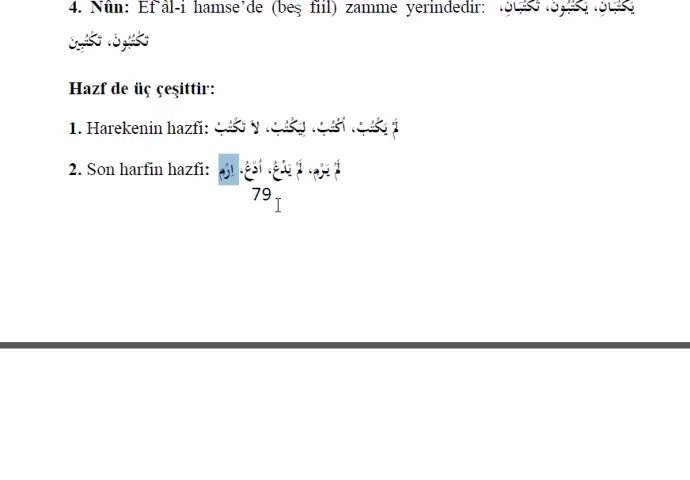 4. Nûn: Ef'âl-i hamse'de (beş fiil) zamme yerindedir: يَكْتُبَانِ، يَكْتُبُونَ، تَكْتُبَانِ،
تَكْتُبُونَ، تَكْتُبِينَ
Hazf de üç çeşittir:
1. Harekenin hazfi: لَمْ يَكْتُبْ، اُكْتُبْ، لِيَكْتُبْ، لاَ تَكْتُبْ
2. Son harfin hazfi: لَمْ يَرْمِ، لَمْ يَدْعُ، اُدْعُ، اِرْمِ
79